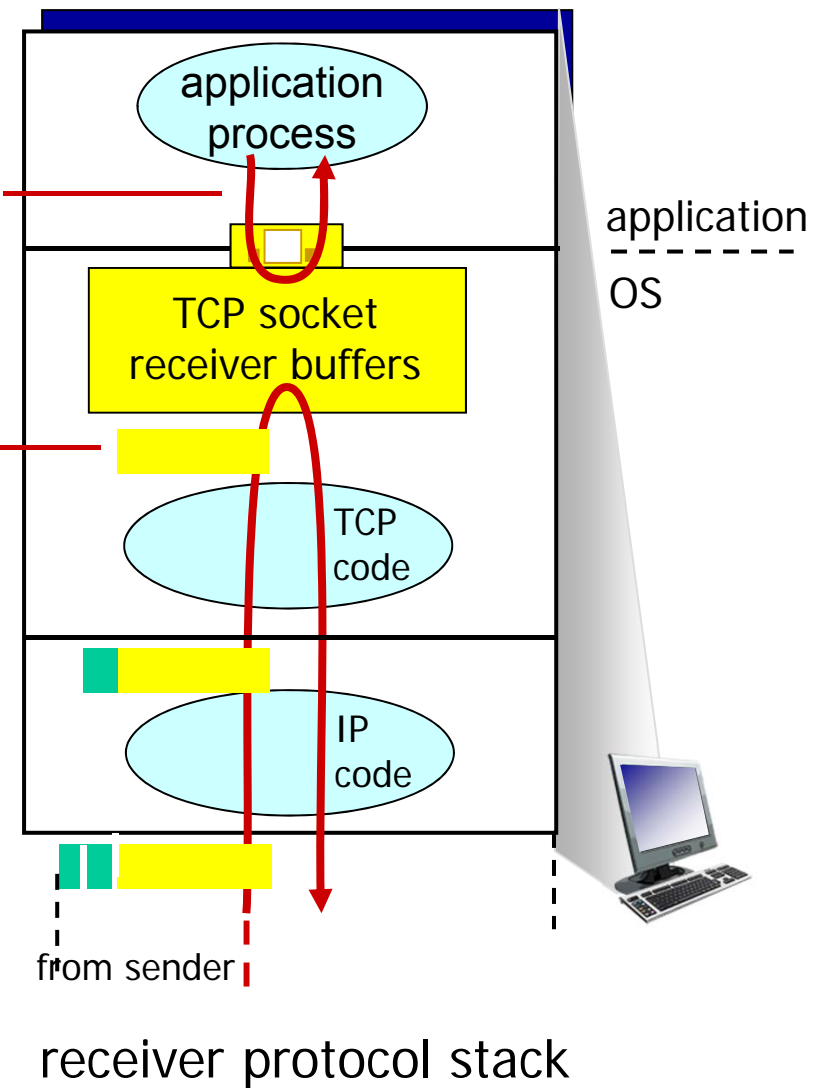 application
process
application
OS
TCP socket
receiver buffers
TCP
code
IP
code
from sender
receiver protocol stack